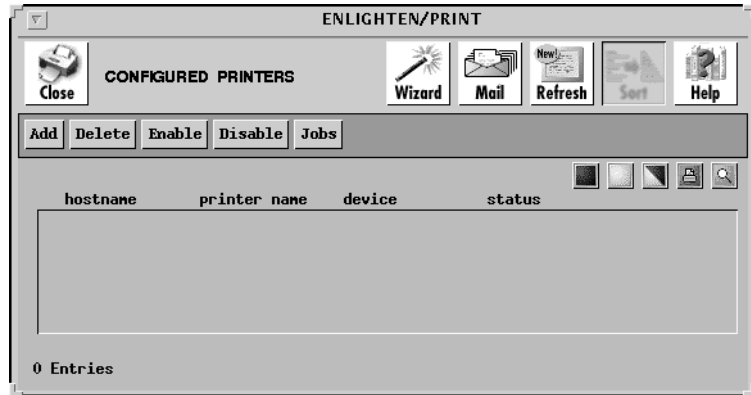 ENLIGHTEN/PRINT
Close
CONFIGURED PRINTERS
Wizard
Mail
New!
Refresh
Sort
Help
Add Delete Enable Disable Jobs
hostname printer name device status
0 Entries